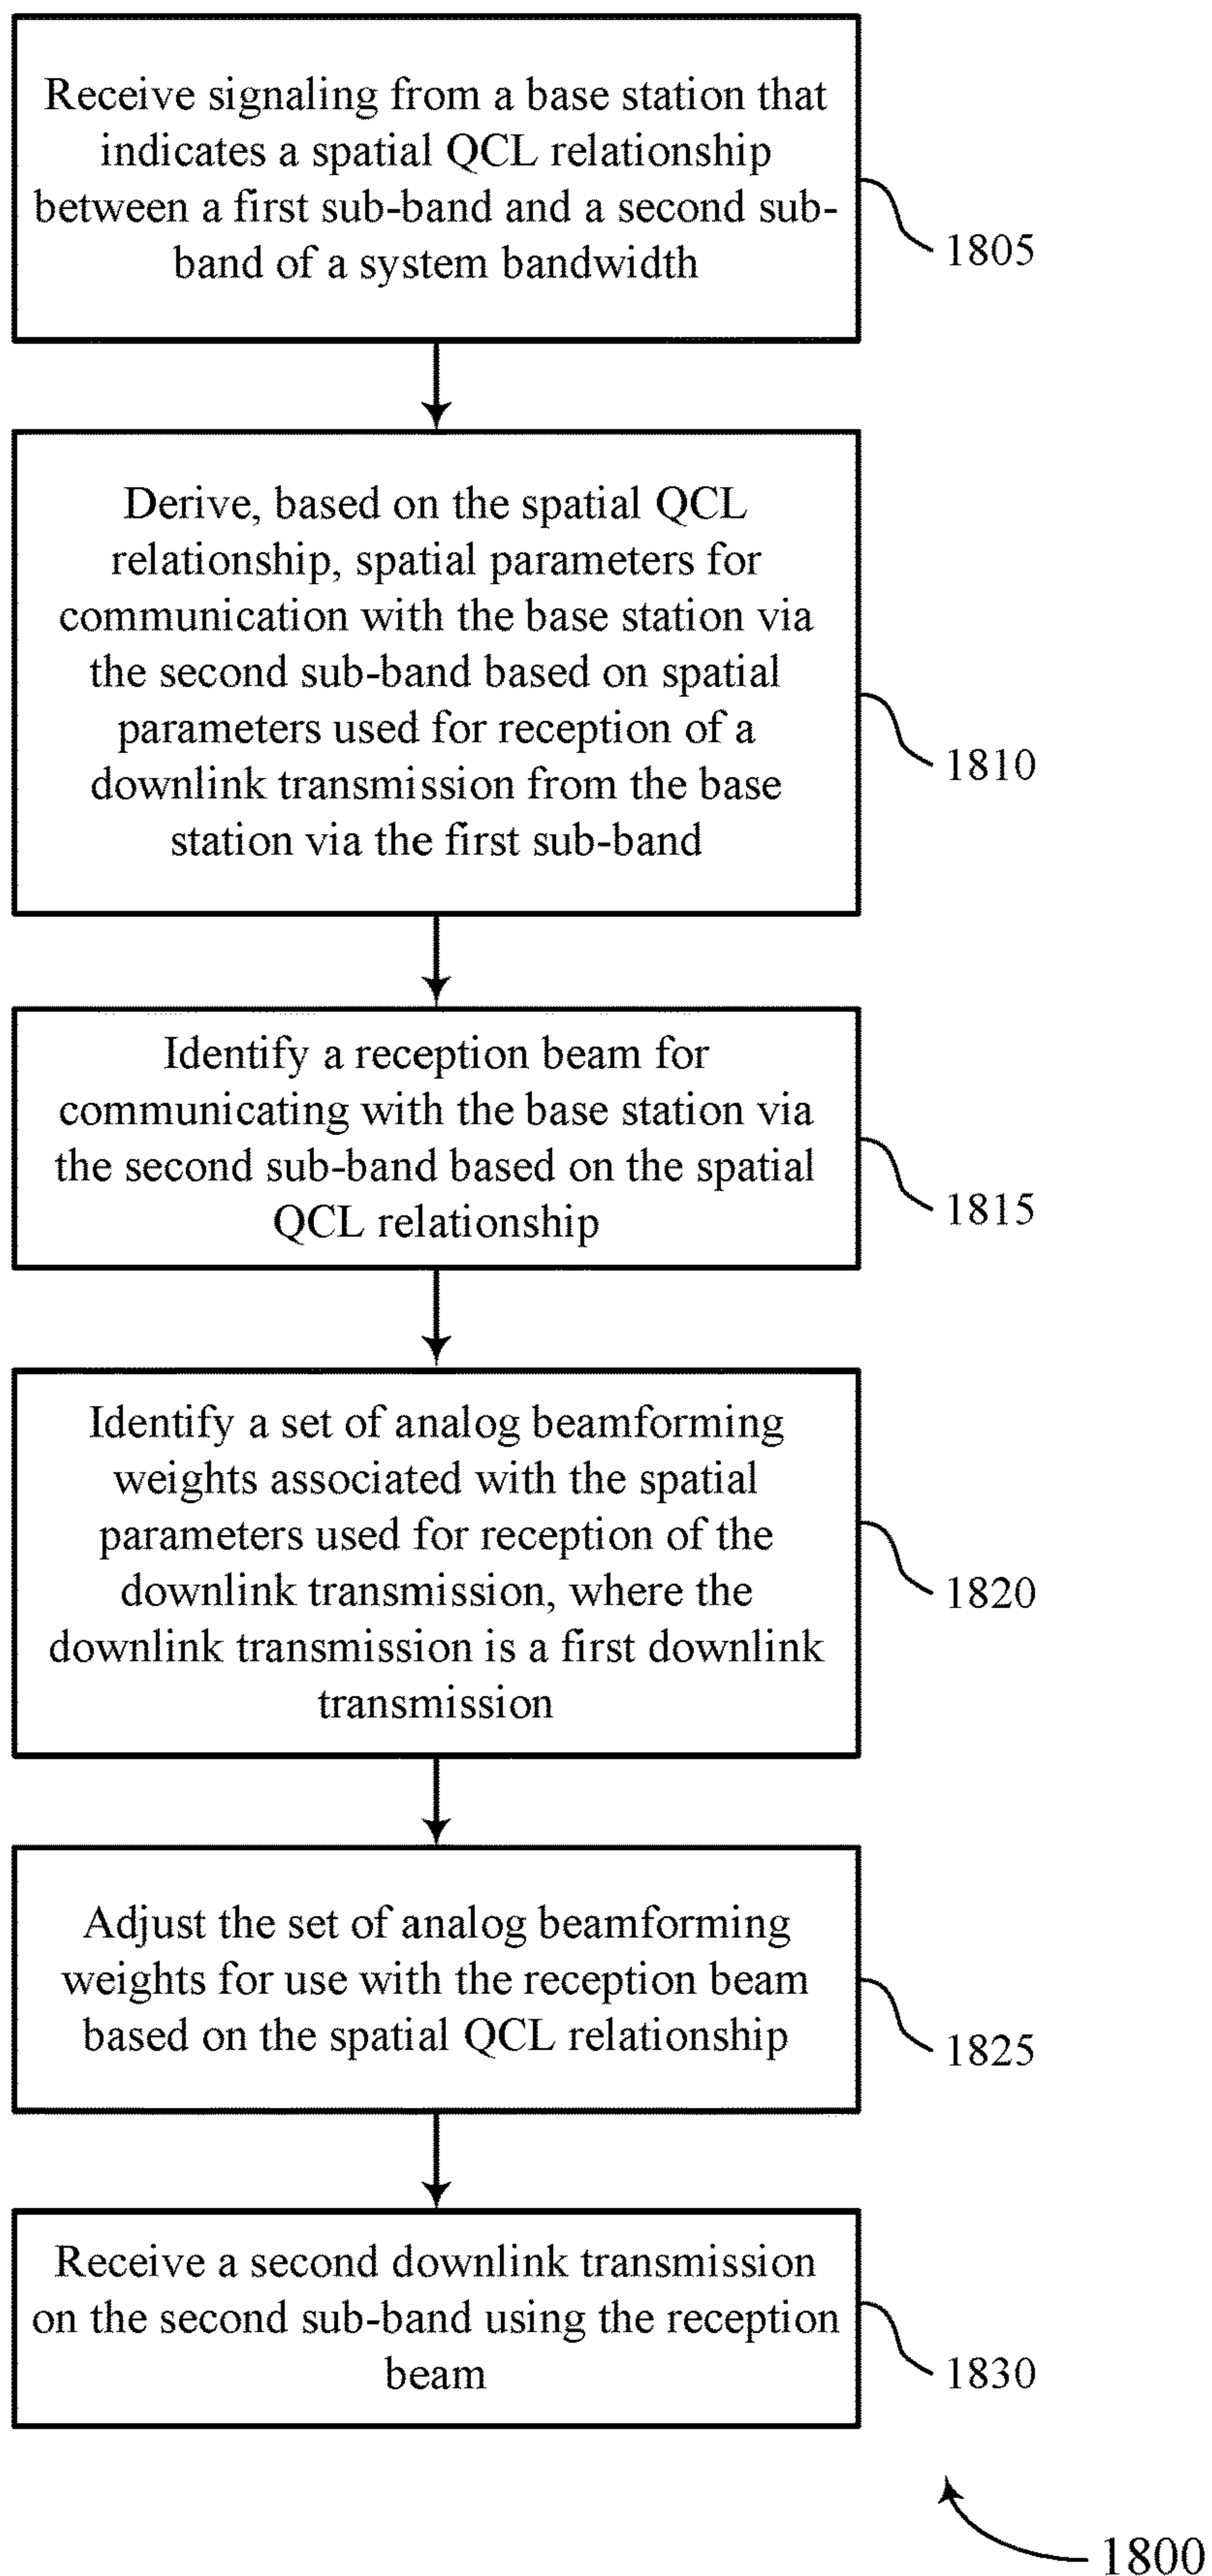 Receive signaling from a base station that
indicates a spatial QCL relationship
between a first sub-band and a second sub-
band of a system bandwidth
1805
Derive, based on the spatial QCL
relationship, spatial parameters for
communication with the base station via
the second sub-band based on spatial
parameters used for reception of a
downlink transmission from the base
station via the first sub-band
1810
Identify a reception beam for
communicating with the base station via
the second sub-band based on the spatial
QCL relationship
1815
Identify a set of analog beamforming
weights associated with the spatial
parameters used for reception of the
downlink transmission, where the
downlink transmission is a first downlink
transmission
1820
Adjust the set of analog beamforming
weights for use with the reception beam
based on the spatial QCL relationship
1825
Receive a second downlink transmission
on the second sub-band using the reception
beam
1830
1800